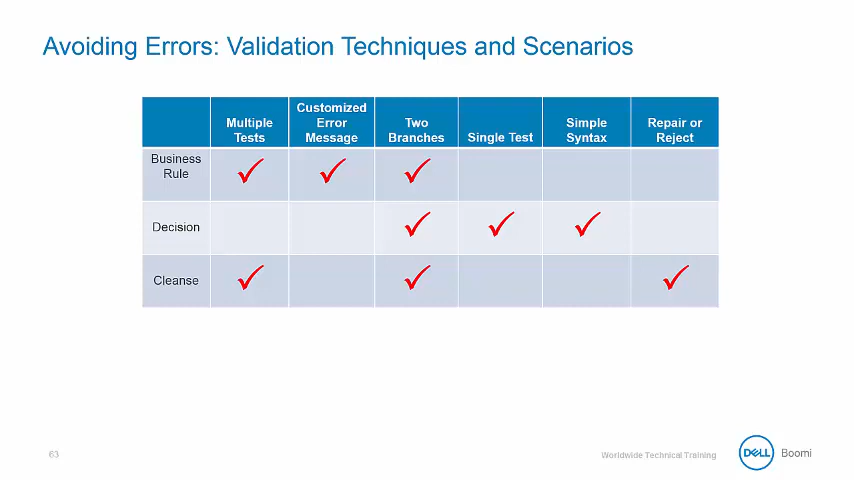 Avoiding Errors: Validation Techniques and Scenarios
Multiple Tests
Customized Error Message
Two Branches
Single Test
Simple Syntax
Repair or Reject
Business Rule
Decision
Cleanse
63
Worldwide Technical Training
DELL
Boomi